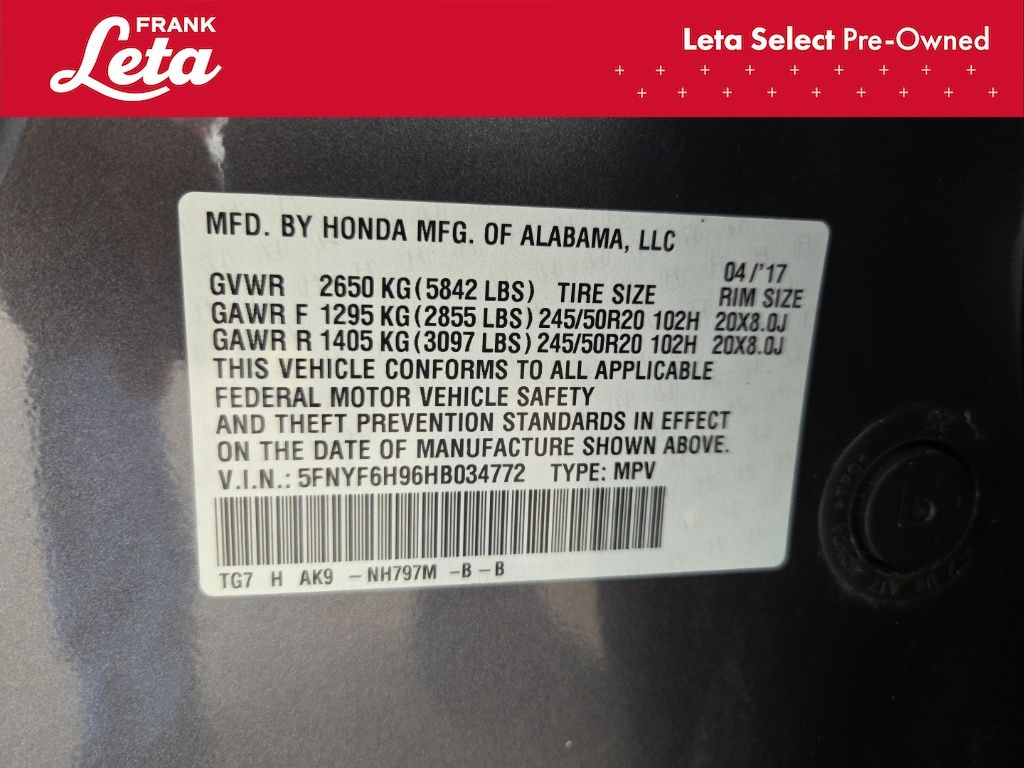 FRANK
Leta
Leta Select Pre-Owned
MFD. BY HONDA MFG. OF ALABAMA, LLC
04/'17
GVWR 2650 KG (5842 LBS) TIRE SIZE RIM SIZE
GAWR F 1295 KG (2855 LBS) 245/50R20 102H 20X8.0J
GAWR R 1405 KG (3097 LBS) 245/50R20 102H 20X8.0J
THIS VEHICLE CONFORMS TO ALL APPLICABLE
FEDERAL MOTOR VEHICLE SAFETY
AND THEFT PREVENTION STANDARDS IN EFFECT
ON THE DATE OF MANUFACTURE SHOWN ABOVE.
V.I.N.: 5FNYF6H96HB034772 TYPE: MPV
TG7 H AK9 -NH797M -B-B